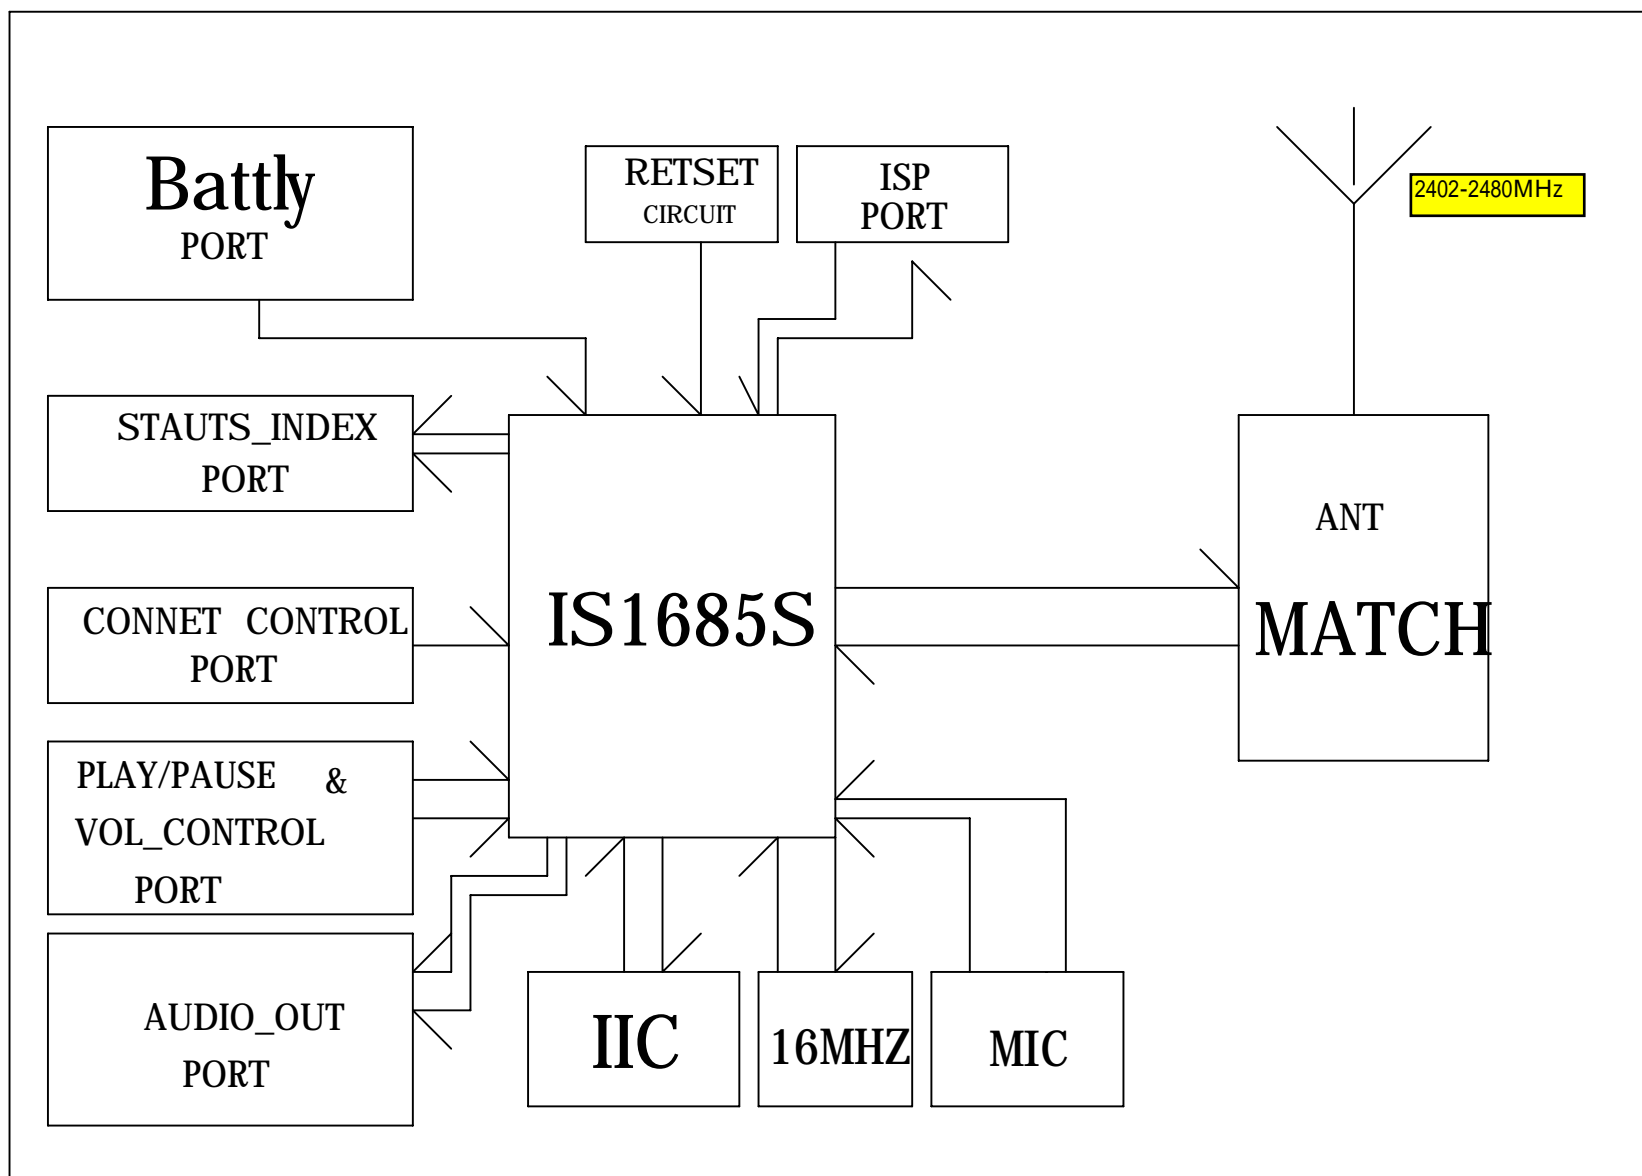 Battly
PORT
RETSET
CIRCUIT
ISP
PORT
2402-2480MHz
STAUTS_INDEX
PORT
ANT
MATCH
IS1685S
CONNET CONTROL
PORT
PLAY/PAUSE &
VOL_CONTROL
PORT
AUDIO_OUT
PORT
IIC
16MHZ
MIC